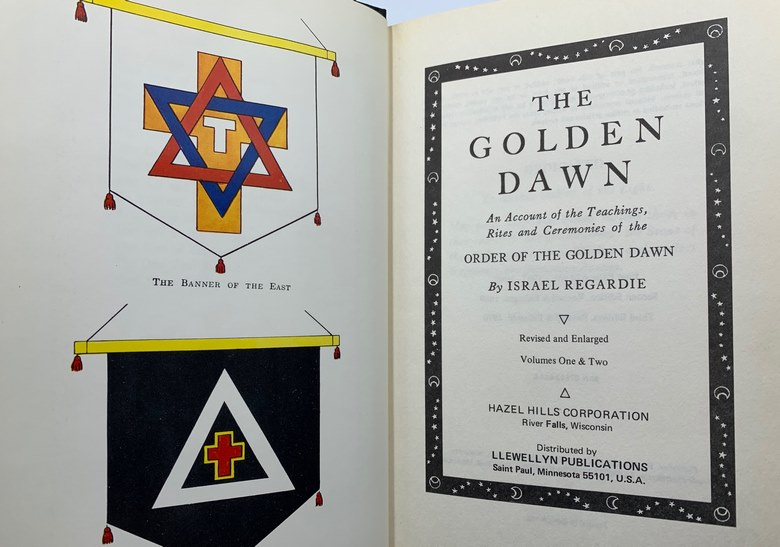 T
THE BANNER OF THE EAST
THE
GOLDEN
DAWN
An Account of the Teachings,
Rites and Ceremonies of the
ORDER OF THE GOLDEN DAWN
By ISRAEL REGARDIE
Revised and Enlarged
Volumes One & Two
HAZEL HILLS CORPORATION
River Falls, Wisconsin
Distributed by
LLEWELLYN PUBLICATIONS
Saint Paul, Minnesota 55101, U.S.A.